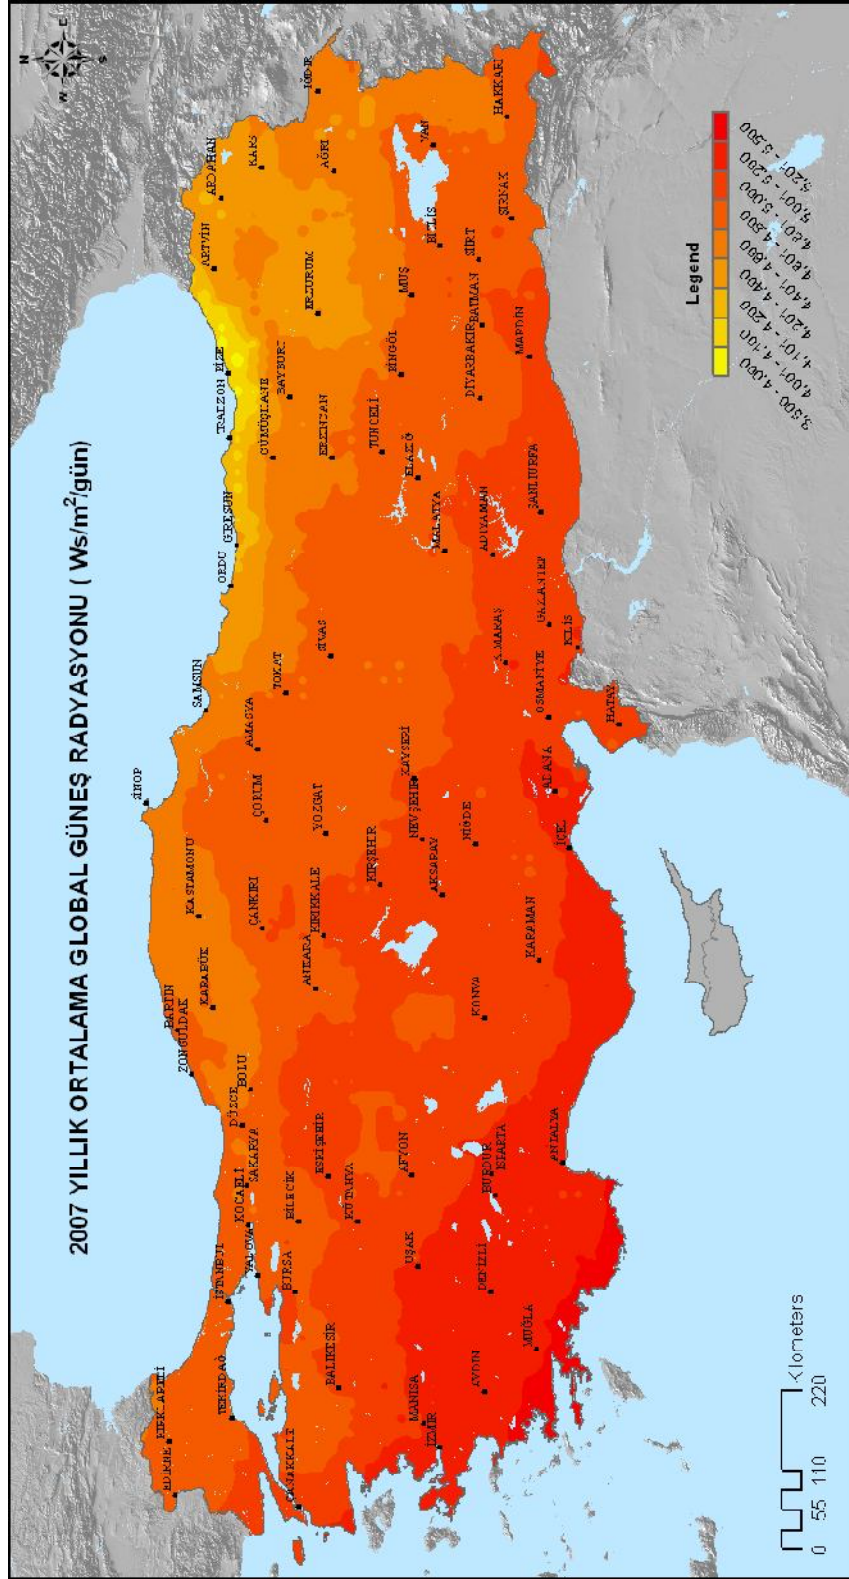 2007 YILLIK ORTALAMA GLOBAL GÜNEŞ RADYASYONU ( Ws/m²/gün)
N
W
E
S
SİNOP
BARTIN
ZONGULDAK
KARABÜK
KASTAMONU
SAMSUN
ORDU
GİRESUN
TRABZON
RİZE
ARTVİN
ARDAHAN
KARS
IĞDIR
EDİRNE
KIRKLARELİ
TEKİRDAĞ
İSTANBUL
YALOVA
KOCAELİ
SAKARYA
DÜZCE
BOLU
ÇANKIRI
ÇORUM
AMASYA
TOKAT
GÜMÜŞHANE
BAYBURT
ERZİNCAN
ERZURUM
AĞRI
ÇANAKKALE
BALIKESİR
BURSA
BİLECİK
KÜTAHYA
ESKİŞEHİR
ANKARA
KIRIKKALE
KIRŞEHİR
YOZGAT
SİVAS
TUNCELİ
BİNGÖL
MUŞ
BİTLİS
VAN
İZMİR
MANİSA
UŞAK
AFYON
AKSARAY
NEVŞEHİR
KAYSERİ
MALATYA
ELAZIĞ
AYDIN
DENİZLİ
BURDUR
ISPARTA
KONYA
NİĞDE
K.MARAŞ
ADIYAMAN
DİYARBAKIR
BATMAN
SİİRT
ŞIRNAK
HAKKARİ
MUĞLA
ANTALYA
KARAMAN
İÇEL
ADANA
OSMANİYE
GAZİANTEP
KİLİS
HATAY
ŞANLIURFA
MARDİN
Legend
3,500 - 4,000
4,001 - 4,100
4,101 - 4,200
4,201 - 4,400
4,401 - 4,600
4,601 - 4,800
4,801 - 5,000
5,001 - 5,200
5,201 - 5,500
0 55 110 220
Kilometers